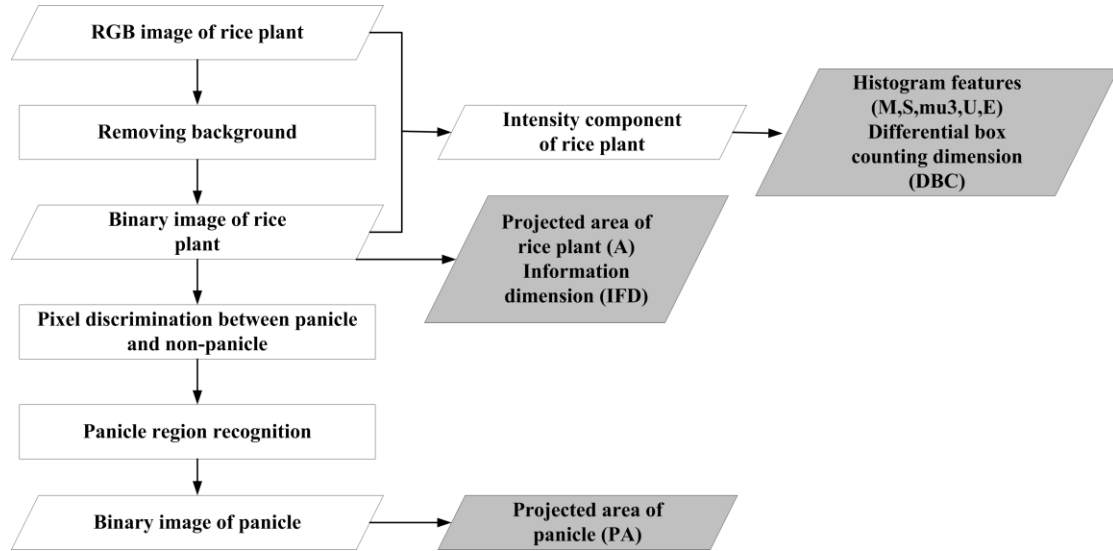 RGB image of rice plant
Removing background
Binary image of rice
plant
Pixel discrimination between panicle
and non-panicle
Panicle region recognition
Binary image of panicle
Intensity component
of rice plant
Histogram features
(M,S,mu3,U,E)
Differential box
counting dimension
(DBC)
Projected area of
rice plant (A)
Information
dimension (IFD)
Projected area of
panicle (PA)